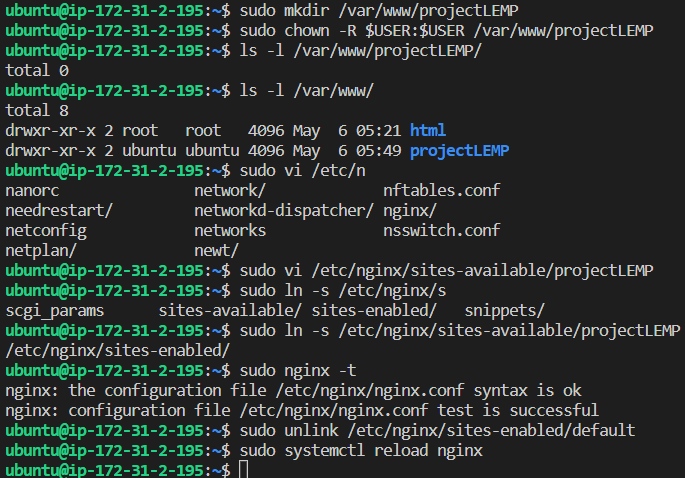 ubuntu@ip-172-31-2-195:~$ sudo mkdir /var/www/projectLEMP
ubuntu@ip-172-31-2-195:~$ sudo chown -R $USER:$USER /var/www/projectLEMP
ubuntu@ip-172-31-2-195:~$ ls -l /var/www/projectLEMP/
total 0
ubuntu@ip-172-31-2-195:~$ ls -l /var/www/
total 8
drwxr-xr-x 2 root   root   4096 May  6 05:21 html
drwxr-xr-x 2 ubuntu ubuntu 4096 May  6 05:49 projectLEMP
ubuntu@ip-172-31-2-195:~$ sudo vi /etc/n
nanorc             network/             nftables.conf
needrestart/       networkd-dispatcher/ nginx/
netconfig          networks             nsswitch.conf
netplan/           newt/
ubuntu@ip-172-31-2-195:~$ sudo vi /etc/nginx/sites-available/projectLEMP
ubuntu@ip-172-31-2-195:~$ sudo ln -s /etc/nginx/s
scgi_params      sites-available/ sites-enabled/   snippets/
ubuntu@ip-172-31-2-195:~$ sudo ln -s /etc/nginx/sites-available/projectLEMP
/etc/nginx/sites-enabled/
ubuntu@ip-172-31-2-195:~$ sudo nginx -t
nginx: the configuration file /etc/nginx/nginx.conf syntax is ok
nginx: configuration file /etc/nginx/nginx.conf test is successful
ubuntu@ip-172-31-2-195:~$ sudo unlink /etc/nginx/sites-enabled/default
ubuntu@ip-172-31-2-195:~$ sudo systemctl reload nginx
ubuntu@ip-172-31-2-195:~$